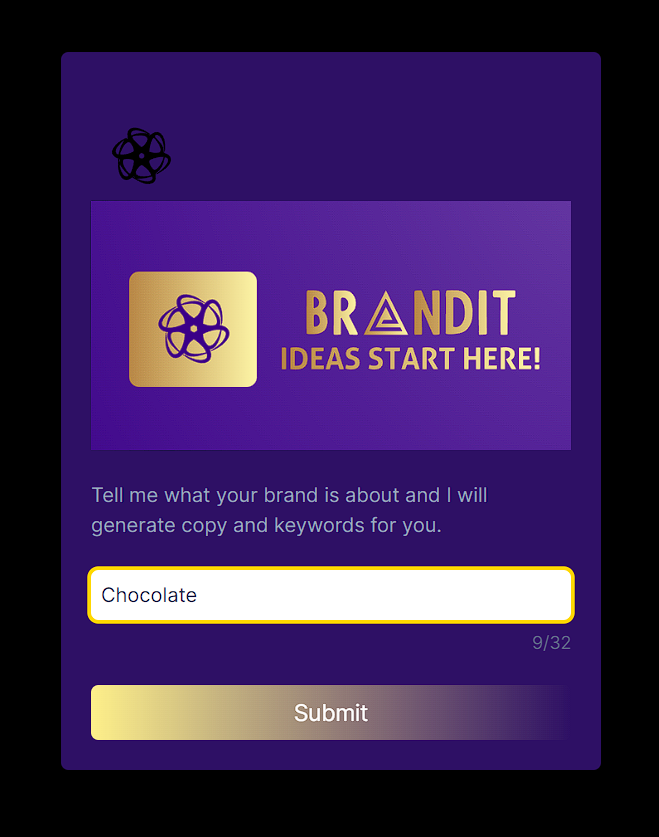 BRANDIT
IDEAS START HERE!
Tell me what your brand is about and I will
generate copy and keywords for you.
Chocolate
9/32
Submit